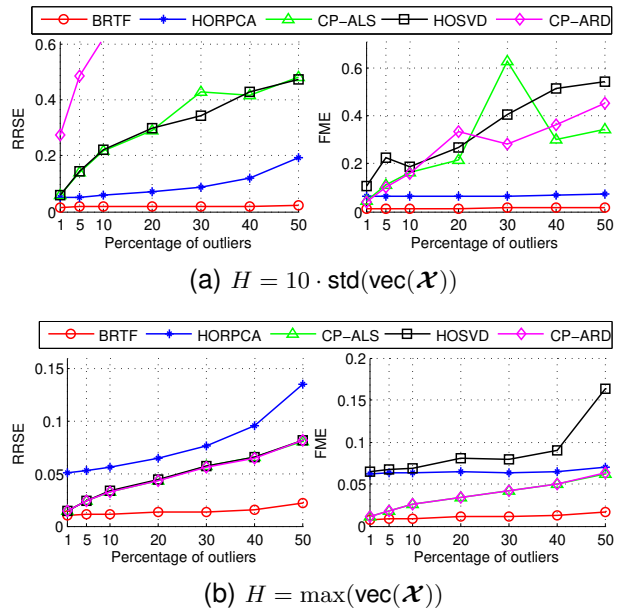 BRTF HORPCA CP-ALS HOSVD CP-ARD
0.6
0.4
0.2
0
RRSE
1 5 10 20 30 40 50
Percentage of outliers
0.6
0.4
0.2
0
FME
1 5 10 20 30 40 50
Percentage of outliers
(a) H = 10 · std(vec(𝓧))
BRTF HORPCA CP-ALS HOSVD CP-ARD
0.15
0.1
0.05
0
RRSE
1 5 10 20 30 40 50
Percentage of outliers
0.2
0.15
0.1
0.05
0
FME
1 5 10 20 30 40 50
Percentage of outliers
(b) H = max(vec(𝓧))